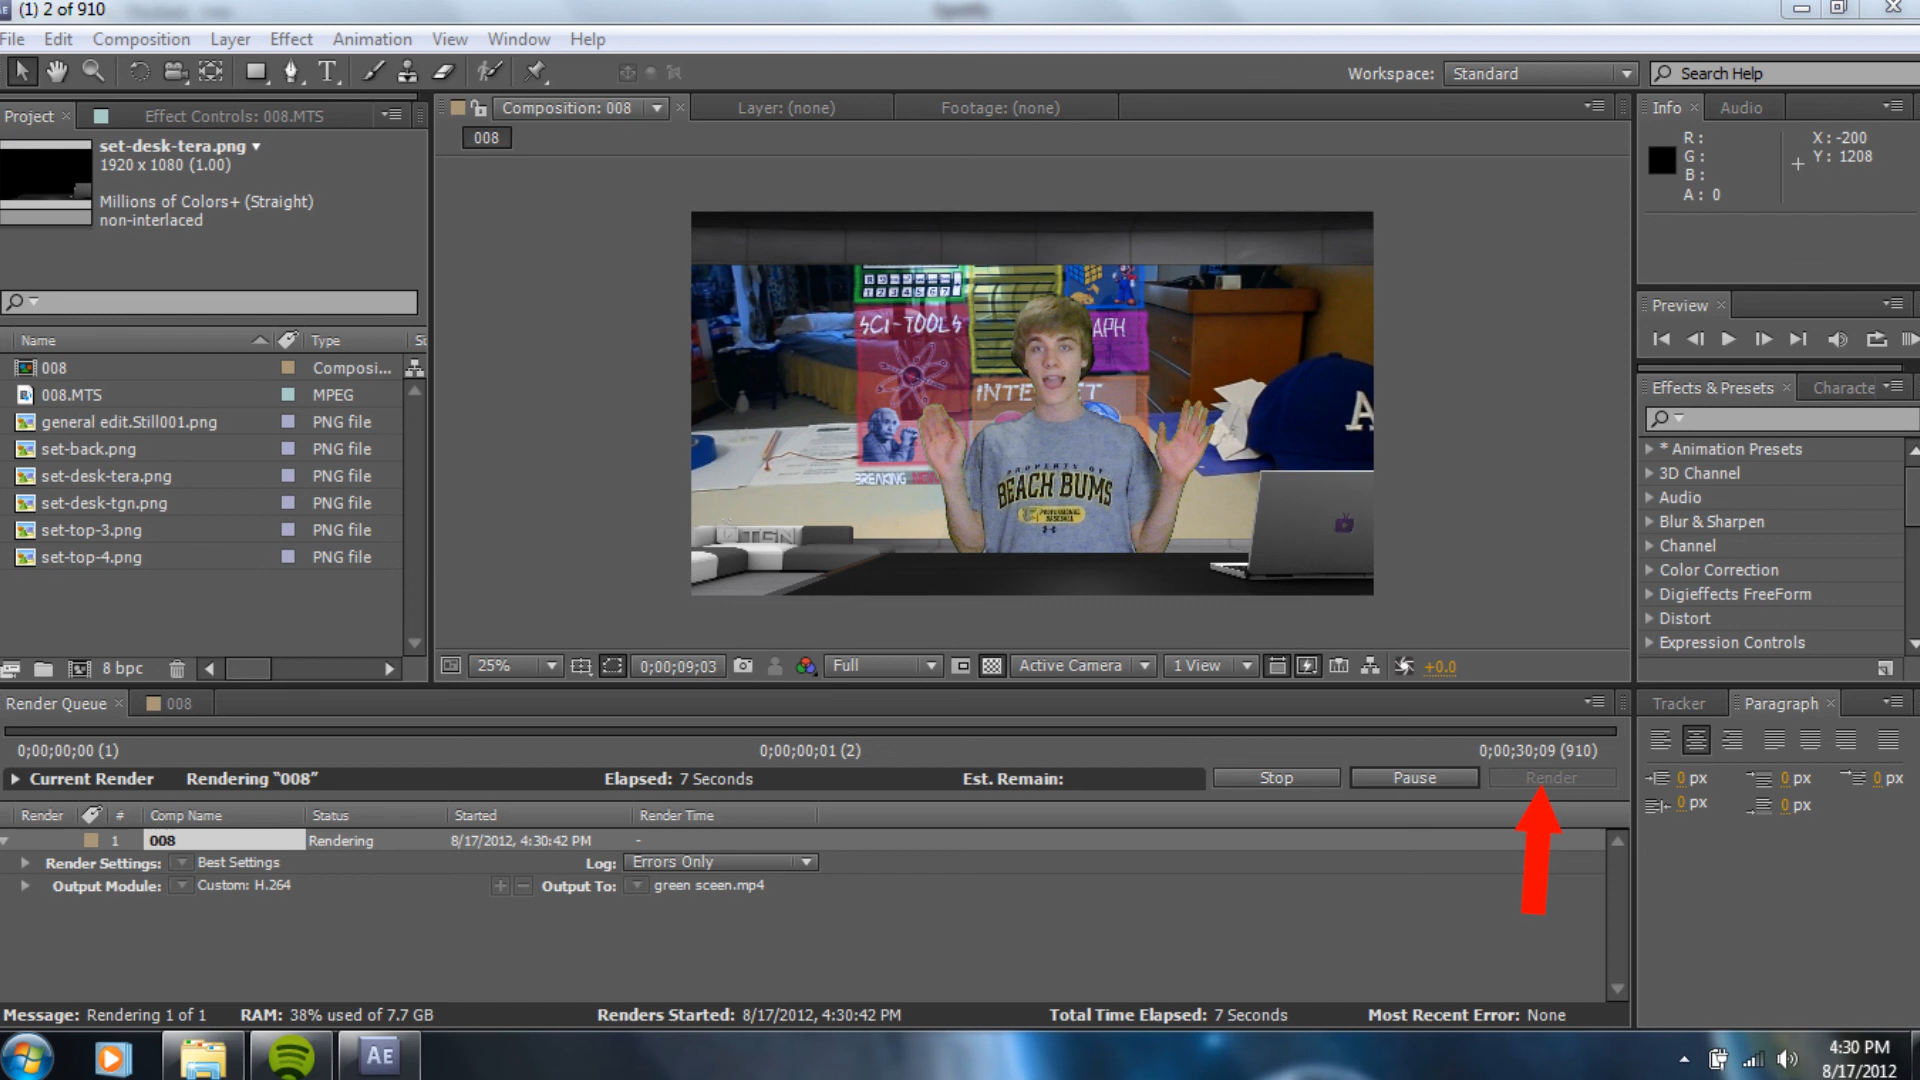 (1) 2 of 910
File Edit Composition Layer Effect Animation View Window Help
Workspace: Standard Search Help
Project Effect Controls: 008.MTS
set-desk-tera.png
1920 x 1080 (1.00)
Millions of Colors+ (Straight)
non-interlaced
Name Type
008 Composi...
008.MTS MPEG
general edit.Still001.png PNG file
set-back.png PNG file
set-desk-tera.png PNG file
set-desk-tgn.png PNG file
set-top-3.png PNG file
set-top-4.png PNG file
8 bpc
Composition: 008 Layer: (none) Footage: (none)
008
SCI-TOOLS
APH
BREAKING
PROPERTY OF
BEACH BUMS
PROFESSIONAL
BASEBALL
TGN
A
25% 0;00;09;03 Full Active Camera 1 View +0.0
Info Audio
R:
G:
B:
A: 0
X: -200
Y: 1208
Preview
Effects & Presets Characte
* Animation Presets
3D Channel
Audio
Blur & Sharpen
Channel
Color Correction
Digieffects FreeForm
Distort
Expression Controls
Render Queue 008
0;00;00;00 (1) 0;00;00;01 (2) 0;00;30;09 (910)
Current Render Rendering "008" Elapsed: 7 Seconds Est. Remain: Stop Pause Render
Render # Comp Name Status Started Render Time
1 008 Rendering 8/17/2012, 4:30:42 PM -
Render Settings: Best Settings Log: Errors Only
Output Module: Custom: H.264 Output To: green sceen.mp4
Tracker Paragraph
0 px 0 px 0 px
0 px 0 px
Message: Rendering 1 of 1 RAM: 38% used of 7.7 GB Renders Started: 8/17/2012, 4:30:42 PM Total Time Elapsed: 7 Seconds Most Recent Error: None
AE
4:30 PM
8/17/2012